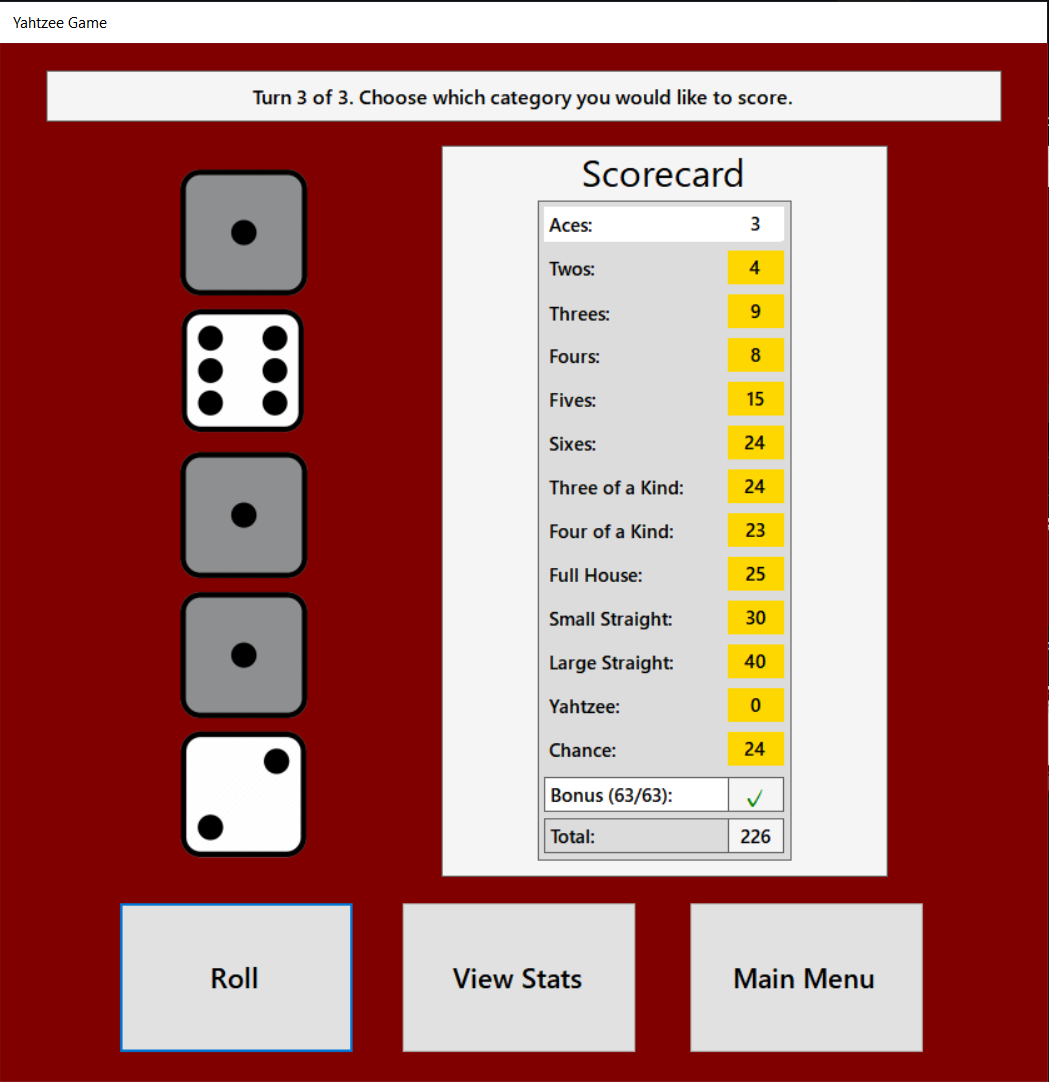 Yahtzee Game
Turn 3 of 3. Choose which category you would like to score.
Scorecard
Aces: 3
Twos: 4
Threes: 9
Fours: 8
Fives: 15
Sixes: 24
Three of a Kind: 24
Four of a Kind: 23
Full House: 25
Small Straight: 30
Large Straight: 40
Yahtzee: 0
Chance: 24
Bonus (63/63): ✓
Total: 226
Roll
View Stats
Main Menu